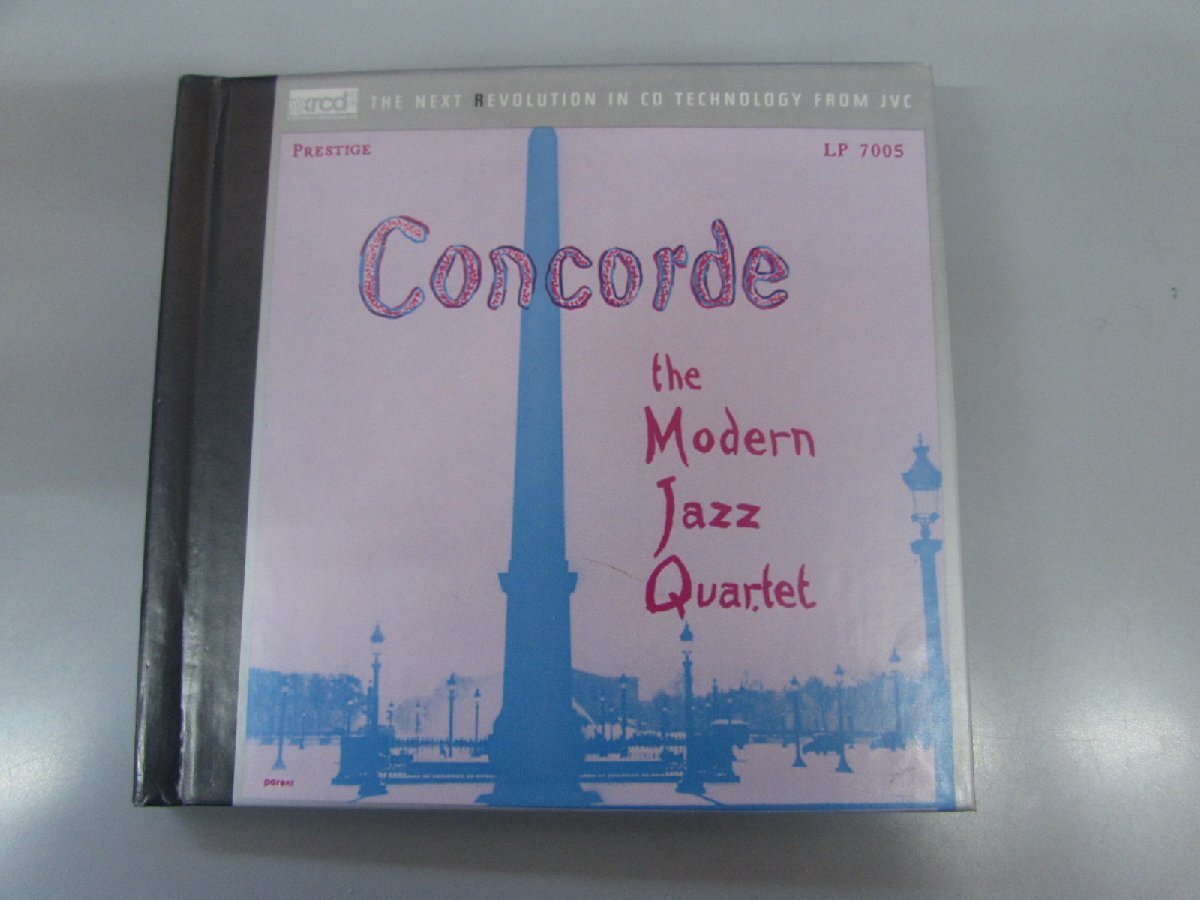 xrcd THE NEXT REVOLUTION IN CD TECHNOLOGY FROM JVC
PRESTIGE LP 7005
Concorde
the
Modern
Jazz
Quartet
parent